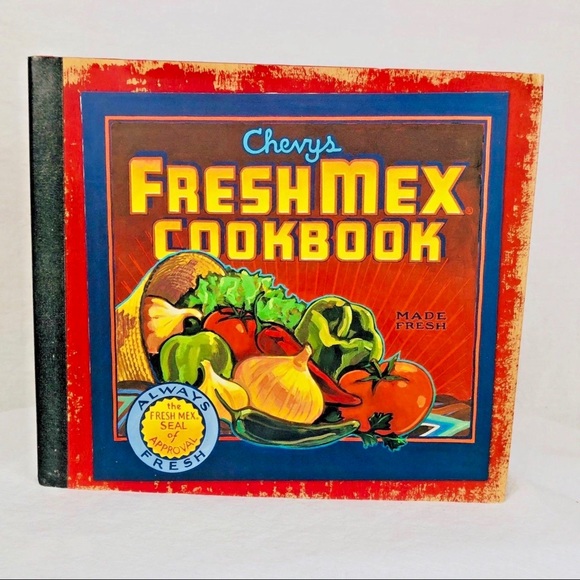 Chevys
FRESH MEX®
COOKBOOK
MADE
FRESH
ALWAYS
the
FRESH MEX
SEAL
of
APPROVAL
FRESH